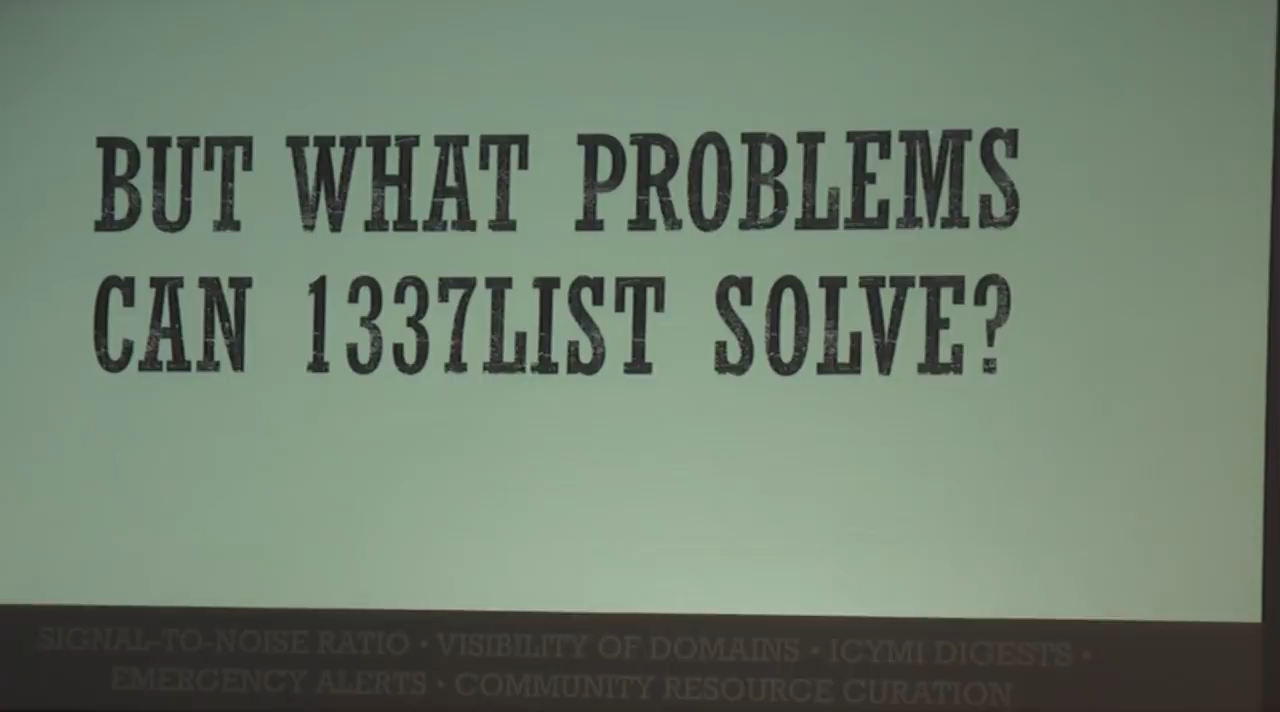 BUT WHAT PROBLEMS
CAN 1337LIST SOLVE?
SIGNAL-TO-NOISE RATIO • VISIBILITY OF DOMAINS • ICYMI DIGESTS •
EMERGENCY ALERTS • COMMUNITY RESOURCE CURATION